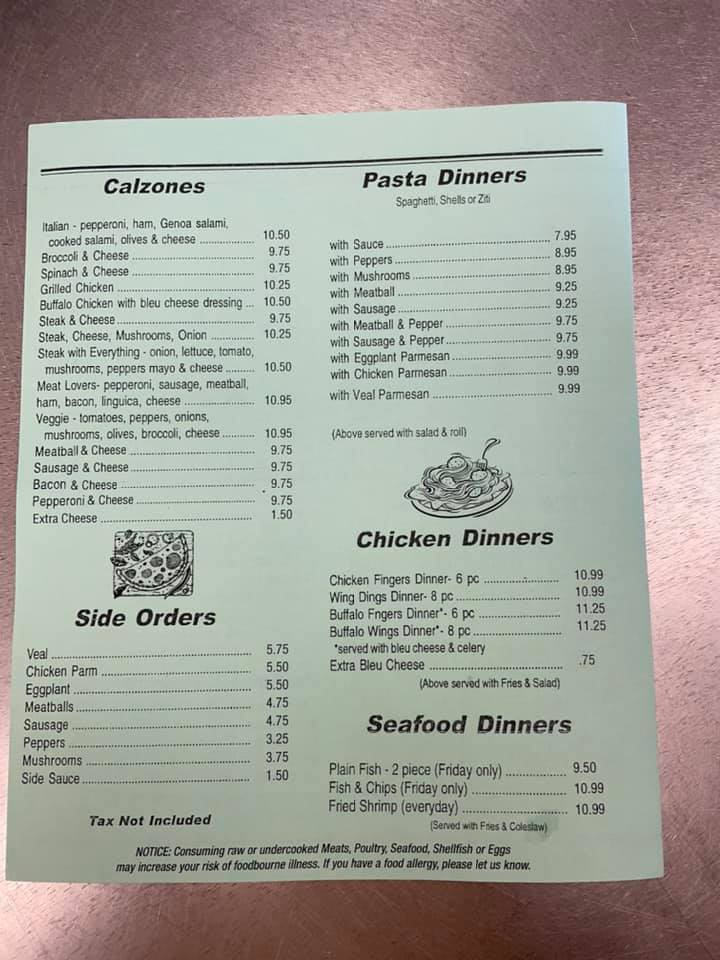 Calzones
Italian - pepperoni, ham, Genoa salami,
cooked salami, olives & cheese ........ 10.50
Broccoli & Cheese ........ 9.75
Spinach & Cheese ........ 9.75
Grilled Chicken ........ 10.25
Buffalo Chicken with bleu cheese dressing ... 10.50
Steak & Cheese ........ 9.75
Steak, Cheese, Mushrooms, Onion ........ 10.25
Steak with Everything - onion, lettuce, tomato,
mushrooms, peppers mayo & cheese ........ 10.50
Meat Lovers- pepperoni, sausage, meatball,
ham, bacon, linguica, cheese ........ 10.95
Veggie - tomatoes, peppers, onions,
mushrooms, olives, broccoli, cheese ........ 10.95
Meatball & Cheese ........ 9.75
Sausage & Cheese ........ 9.75
Bacon & Cheese ........ 9.75
Pepperoni & Cheese ........ 9.75
Extra Cheese ........ 1.50
Side Orders
Veal ........ 5.75
Chicken Parm ........ 5.50
Eggplant ........ 5.50
Meatballs ........ 4.75
Sausage ........ 4.75
Peppers ........ 3.25
Mushrooms ........ 3.75
Side Sauce ........ 1.50
Tax Not Included
Pasta Dinners
Spaghetti, Shells or Ziti
with Sauce ........ 7.95
with Peppers ........ 8.95
with Mushrooms ........ 8.95
with Meatball ........ 9.25
with Sausage ........ 9.25
with Meatball & Pepper ........ 9.75
with Sausage & Pepper ........ 9.75
with Eggplant Parmesan ........ 9.99
with Chicken Parmesan ........ 9.99
with Veal Parmesan ........ 9.99
(Above served with salad & roll)
Chicken Dinners
Chicken Fingers Dinner- 6 pc ........ 10.99
Wing Dings Dinner- 8 pc ........ 10.99
Buffalo Fngers Dinner*- 6 pc ........ 11.25
Buffalo Wings Dinner*- 8 pc ........ 11.25
*served with bleu cheese & celery
Extra Bleu Cheese ........ .75
(Above served with Fries & Salad)
Seafood Dinners
Plain Fish - 2 piece (Friday only) ........ 9.50
Fish & Chips (Friday only) ........ 10.99
Fried Shrimp (everyday) ........ 10.99
(Served with Fries & Coleslaw)
NOTICE: Consuming raw or undercooked Meats, Poultry, Seafood, Shellfish or Eggs
may increase your risk of foodbourne illness. If you have a food allergy, please let us know.